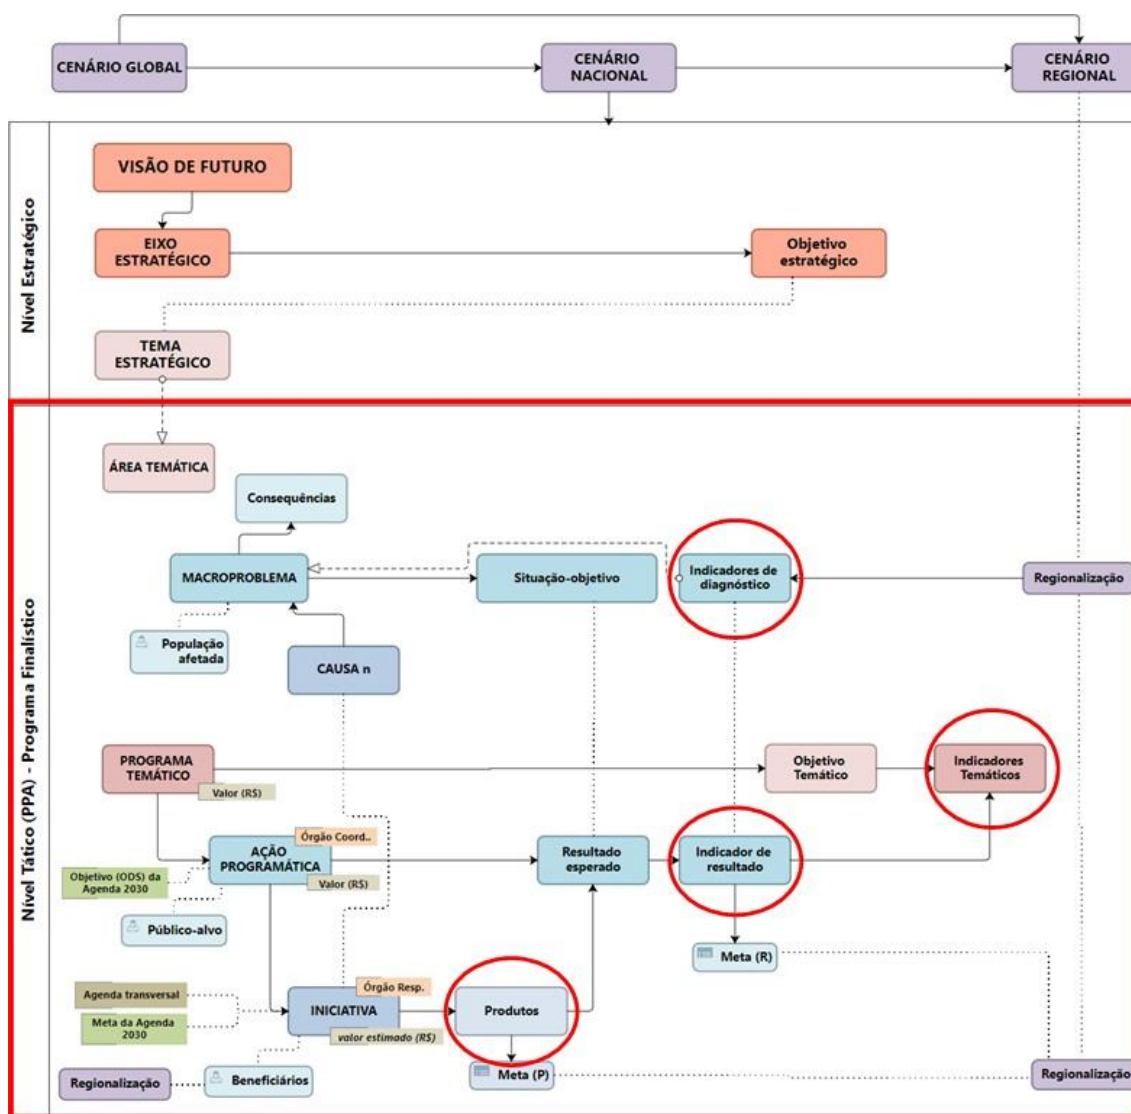 CENÁRIO GLOBAL
CENÁRIO
NACIONAL
CENÁRIO
REGIONAL
Nível Estratégico
VISÃO DE FUTURO
EIXO
ESTRATÉGICO
Objetivo
estratégico
TEMA
ESTRATÉGICO
Nível Tático (PPA) - Programa Finalístico
ÁREA TEMÁTICA
Consequências
MACROPROBLEMA
Situação-objetivo
Indicadores de
diagnóstico
Regionalização
População
afetada
CAUSA n
PROGRAMA
TEMÁTICO
Valor (R$)
Objetivo
Temático
Indicadores
Temáticos
Órgão Coord..
AÇÃO
PROGRAMÁTICA
Valor (R$)
Resultado
esperado
Indicador de
resultado
Objetivo (ODS) da
Agenda 2030
Público-alvo
Meta (R)
Agenda transversal
Meta da Agenda
2030
Órgão Resp.
INICIATIVA
valor estimado (R$)
Produtos
Regionalização
Beneficiários
Meta (P)
Regionalização